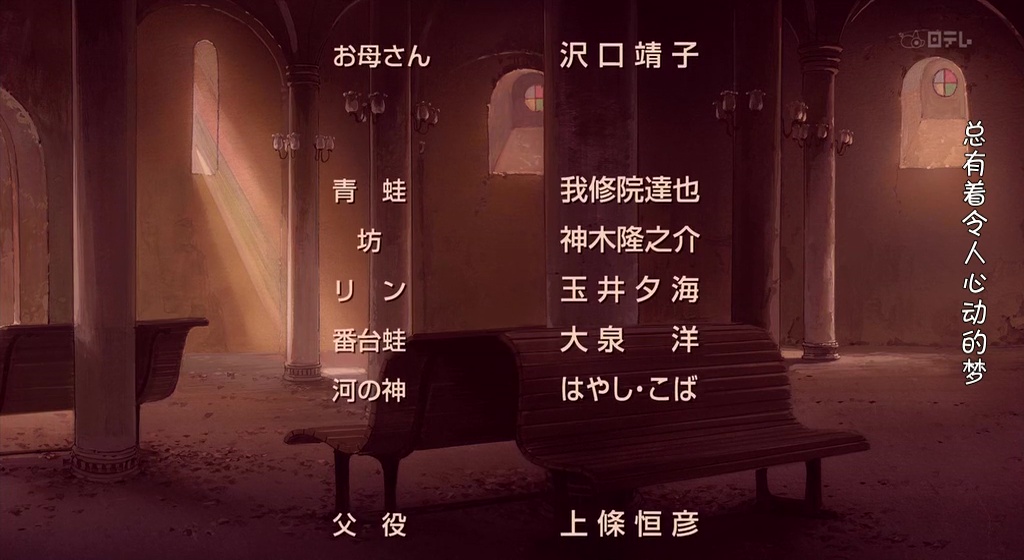 お母さん 沢口靖子
青蛙 我修院達也
坊 神木隆之介
リン 玉井夕海
番台蛙 大泉洋
河の神 はやし・こば
父役 上條恒彦
日テレ
总有着令人心动的梦